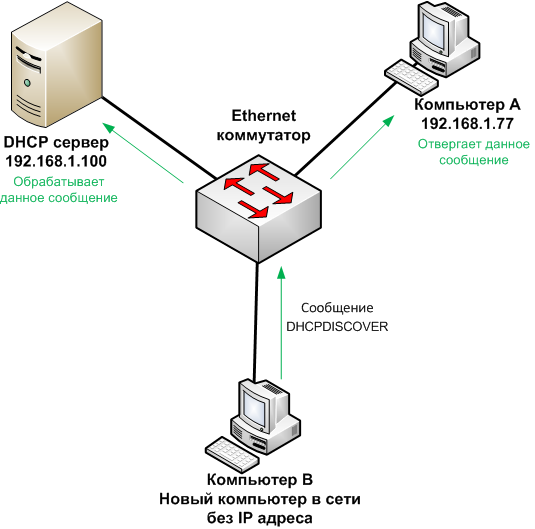 Ethernet
коммутатор
DHCP сервер
192.168.1.100
Обрабатывает
данное сообщение
Компьютер A
192.168.1.77
Отвергает данное
сообщение
Сообщение
DHCPDISCOVER
Компьютер B
Новый компьютер в сети
без IP адреса